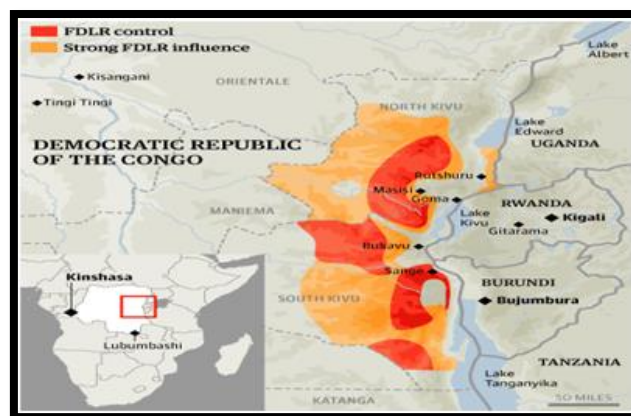 FDLR control
Strong FDLR influence
Lake
Albert
Kisangani
ORIENTALE
Tingi Tingi
NORTH KIVU
Lake
Edward
UGANDA
DEMOCRATIC REPUBLIC
OF THE CONGO
Rutshuru
Masisi
Goma
RWANDA
Lake
Kivu
Kigali
Gitarama
MANIEMA
Bukavu
Sange
Kinshasa
BURUNDI
Bujumbura
SOUTH KIVU
Lubumbashi
TANZANIA
Lake
Tanganyika
KATANGA
50 MILES